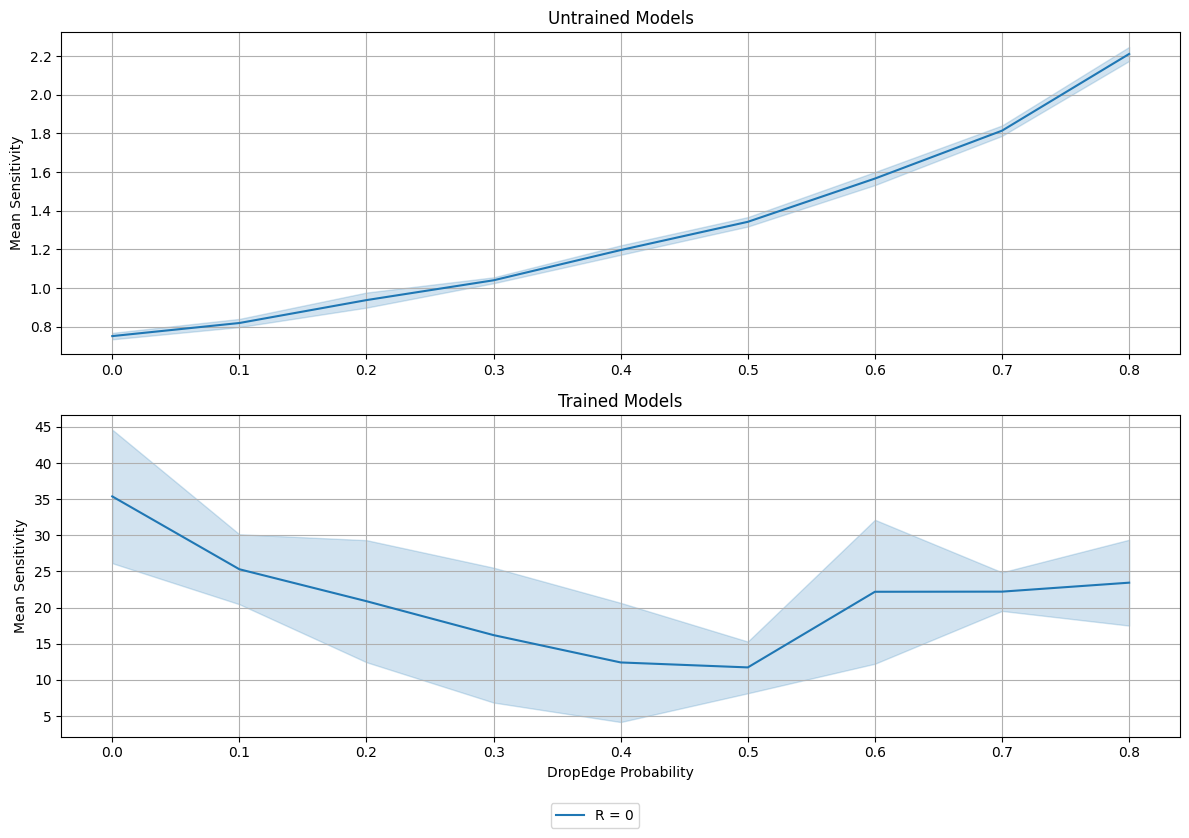 Untrained Models
Mean Sensitivity
2.2
2.0
1.8
1.6
1.4
1.2
1.0
0.8
0.0 0.1 0.2 0.3 0.4 0.5 0.6 0.7 0.8
Trained Models
Mean Sensitivity
45
40
35
30
25
20
15
10
5
0.0 0.1 0.2 0.3 0.4 0.5 0.6 0.7 0.8
DropEdge Probability
R = 0